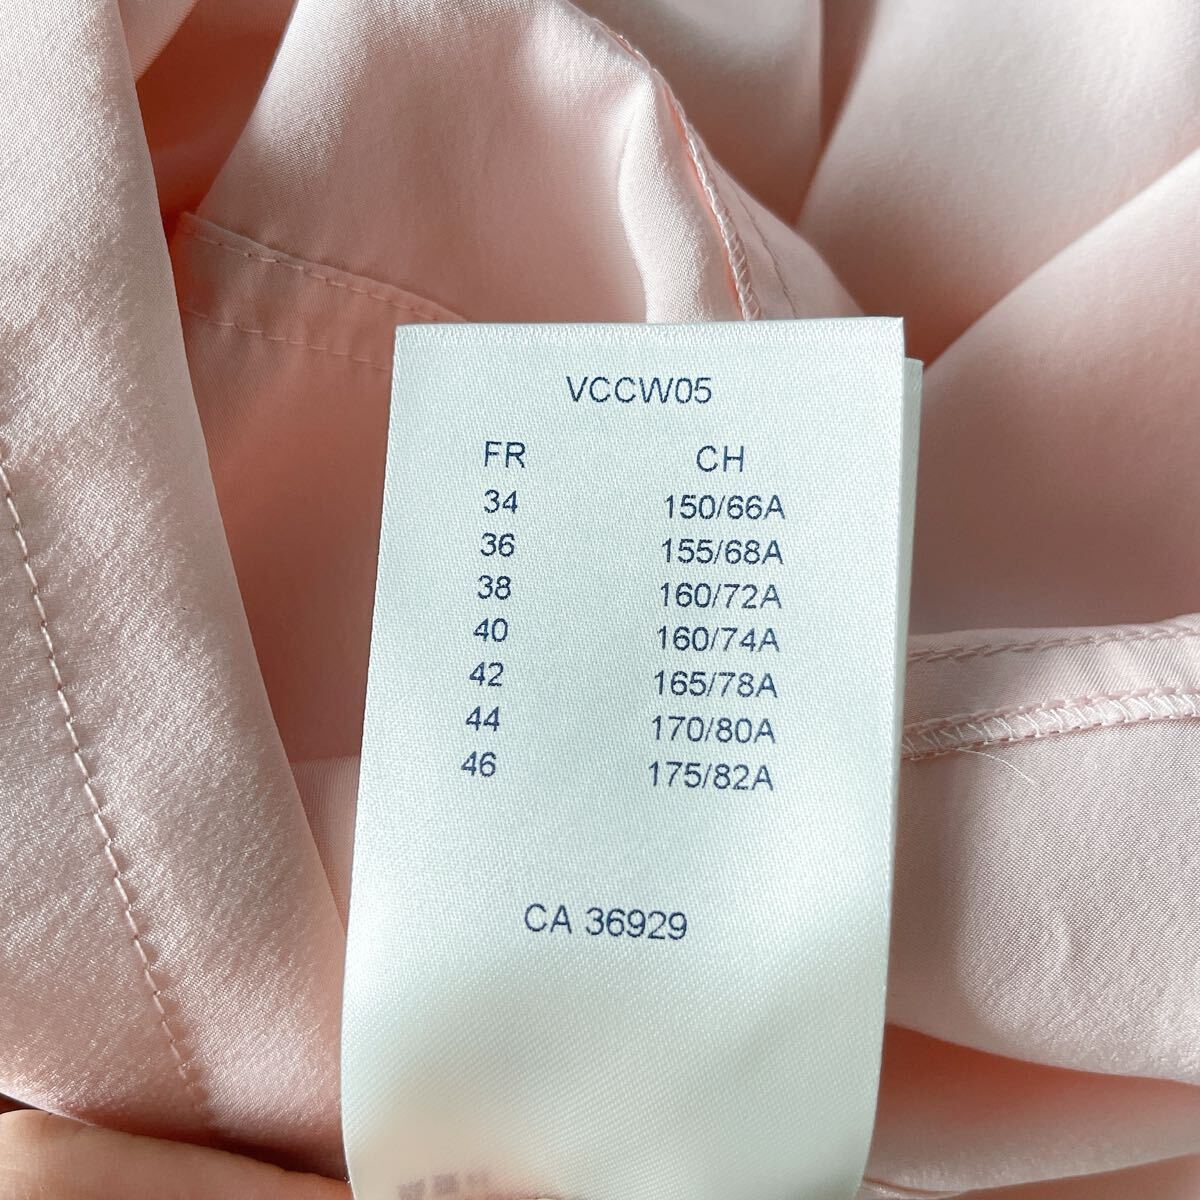 VCCW05
FR CH
34 150/66A
36 155/68A
38 160/72A
40 160/74A
42 165/78A
44 170/80A
46 175/82A
CA 36929